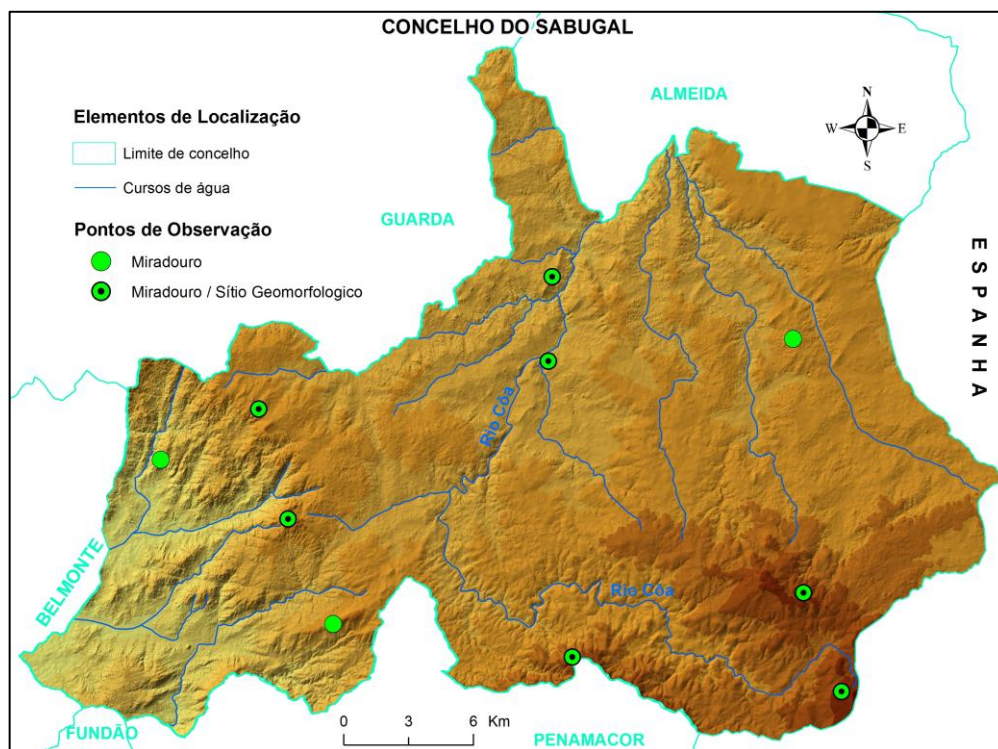 CONCELHO DO SABUGAL
ALMEIDA
N
W
E
S
Elementos de Localização
Limite de concelho
Cursos de água
GUARDA
Pontos de Observação
Miradouro
Miradouro / Sítio Geomorfologico
ESPANHA
Rio Côa
BELMONTE
Rio Côa
FUNDÃO
0 3 6 Km
PENAMACOR